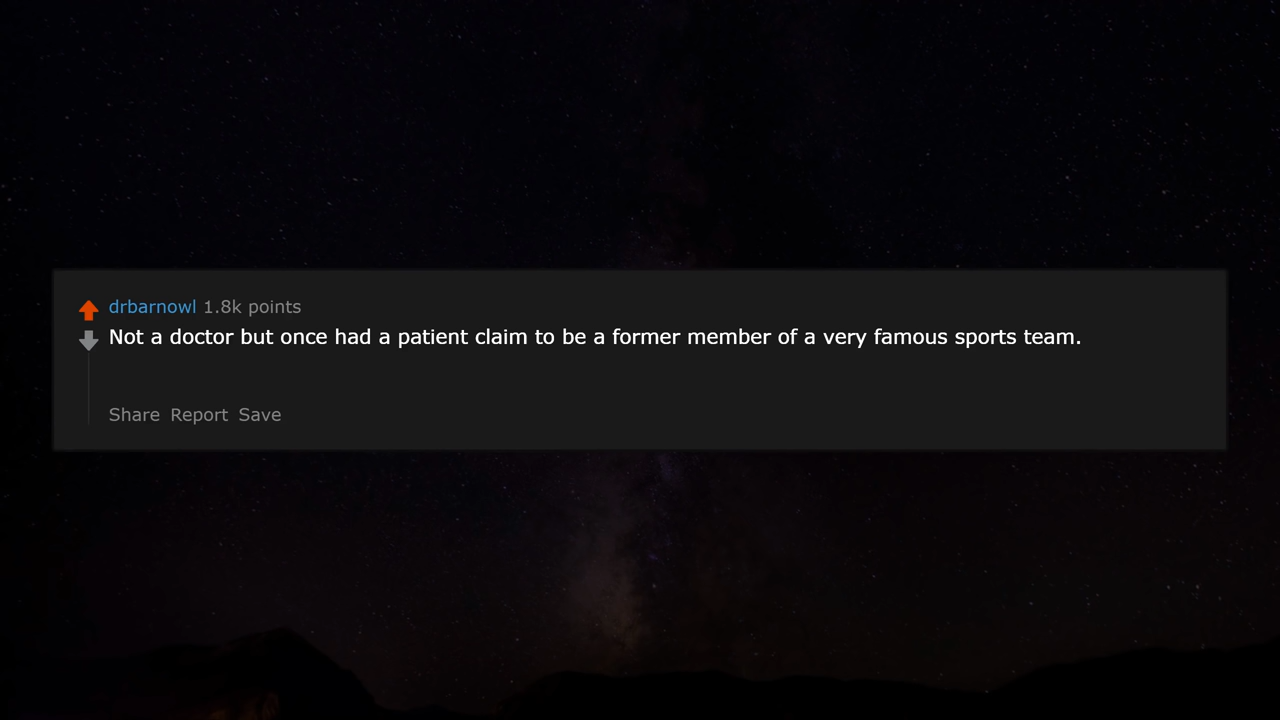 drbarnowl 1.8k points
Not a doctor but once had a patient claim to be a former member of a very famous sports team.
Share Report Save